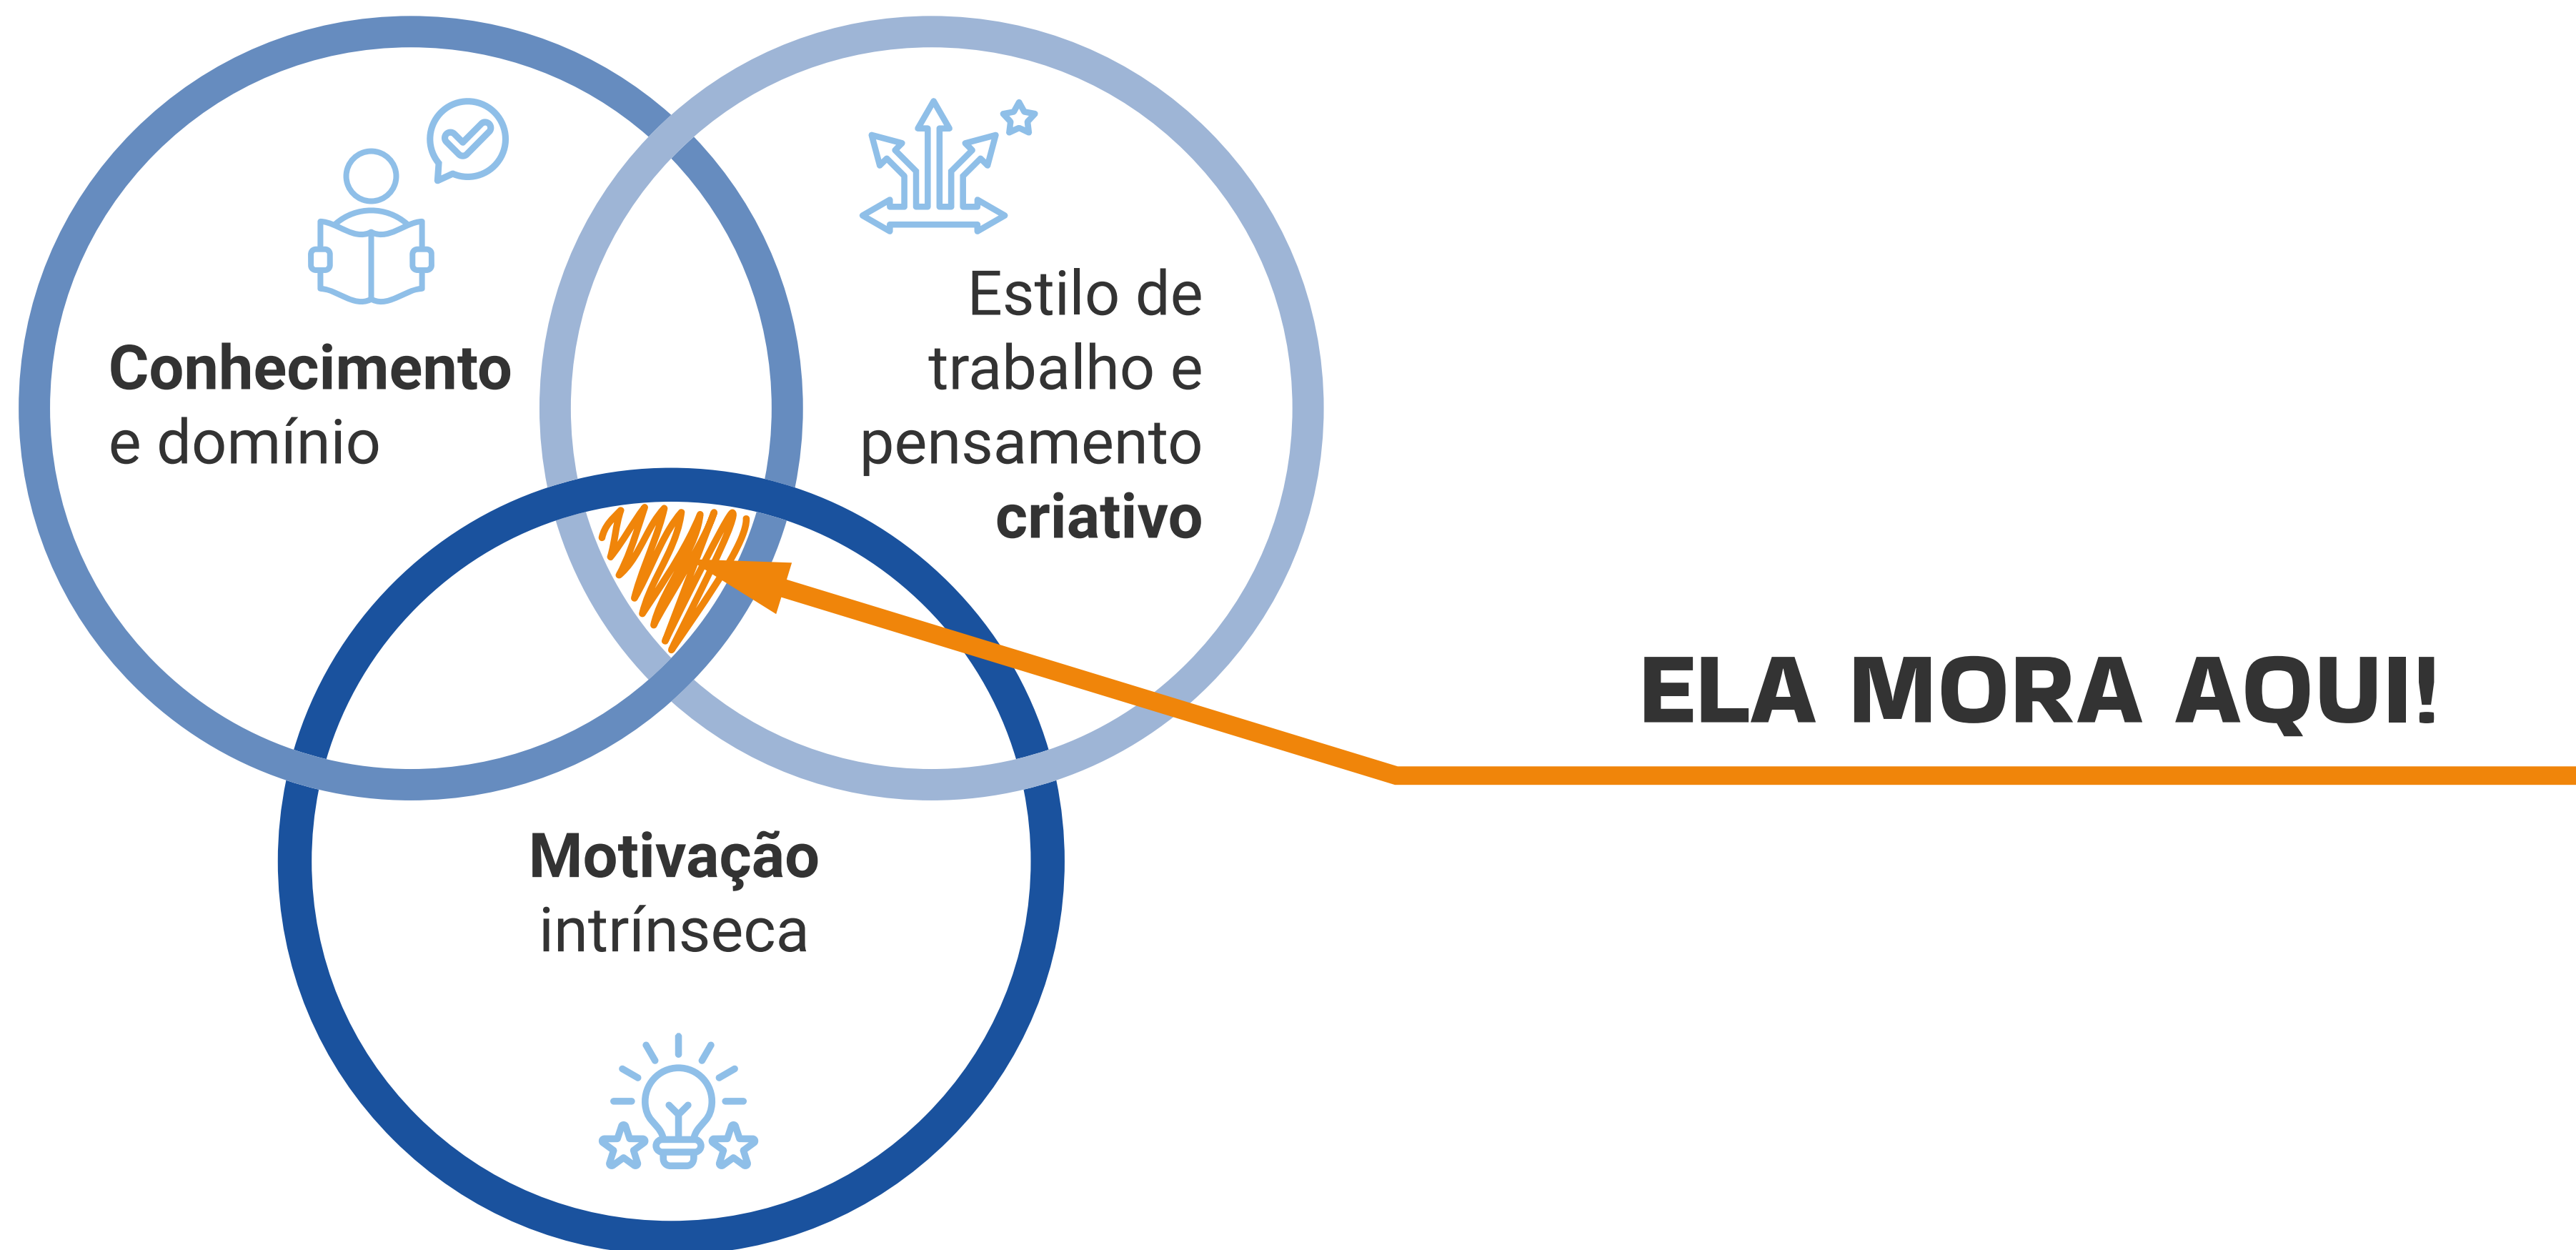 Conhecimento
e domínio
Estilo de
trabalho e
pensamento
criativo
Motivação
intrínseca
ELA MORA AQUI!